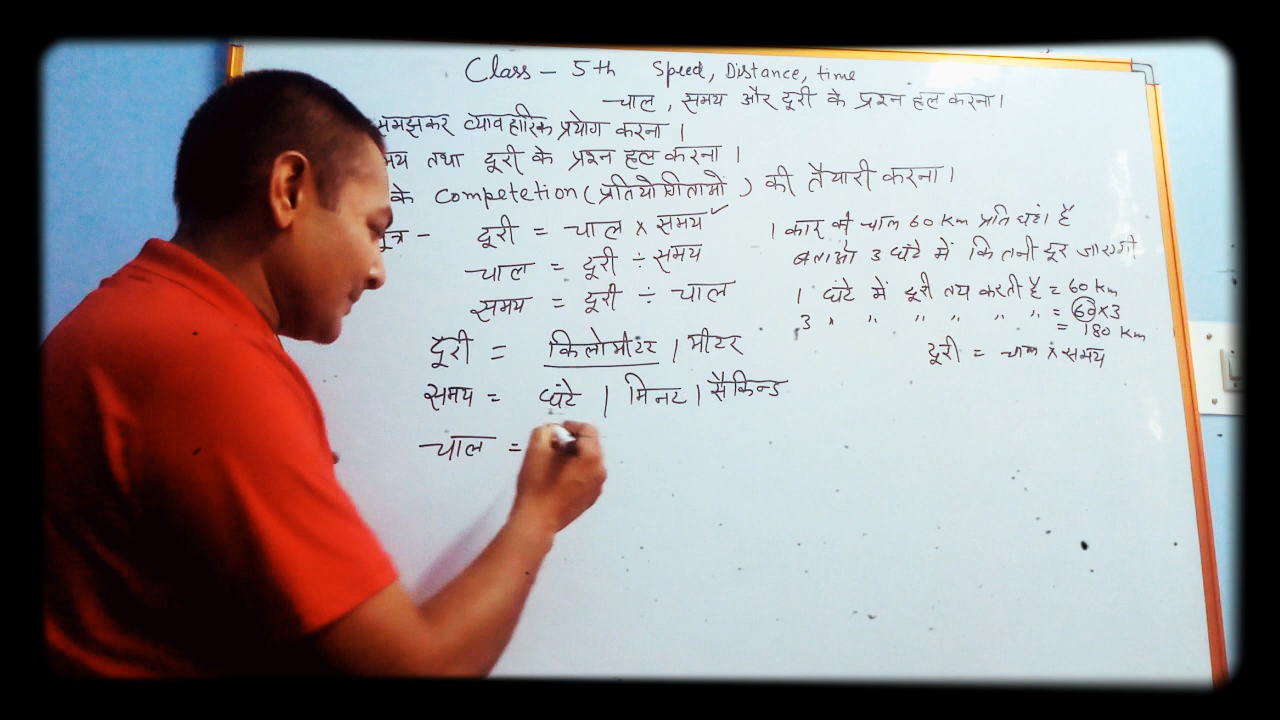 Class - 5th Speed, Distance, time
चाल, समय और दूरी के प्रश्न हल करना।
समझकर व्यावहारिक प्रयोग करना।
तथा दूरी के प्रश्न हल करना।
के Competetion (प्रतियोगिताओं) की तैयारी करना।
दूरी = चाल x समय ✓
चाल = दूरी ÷ समय
समय = दूरी ÷ चाल
दूरी = किलोमीटर | मीटर
समय = घंटे | मिनट | सैकिन्ड
चाल =
1 कार की चाल 60 Km प्रति घंटा है
बताओ 3 घंटे में कितनी दूर जाएगी
1 घंटे में दूरी तय करती है = 60 Km
3 " " " " " " = 60x3
= 180 Km
दूरी = चाल x समय